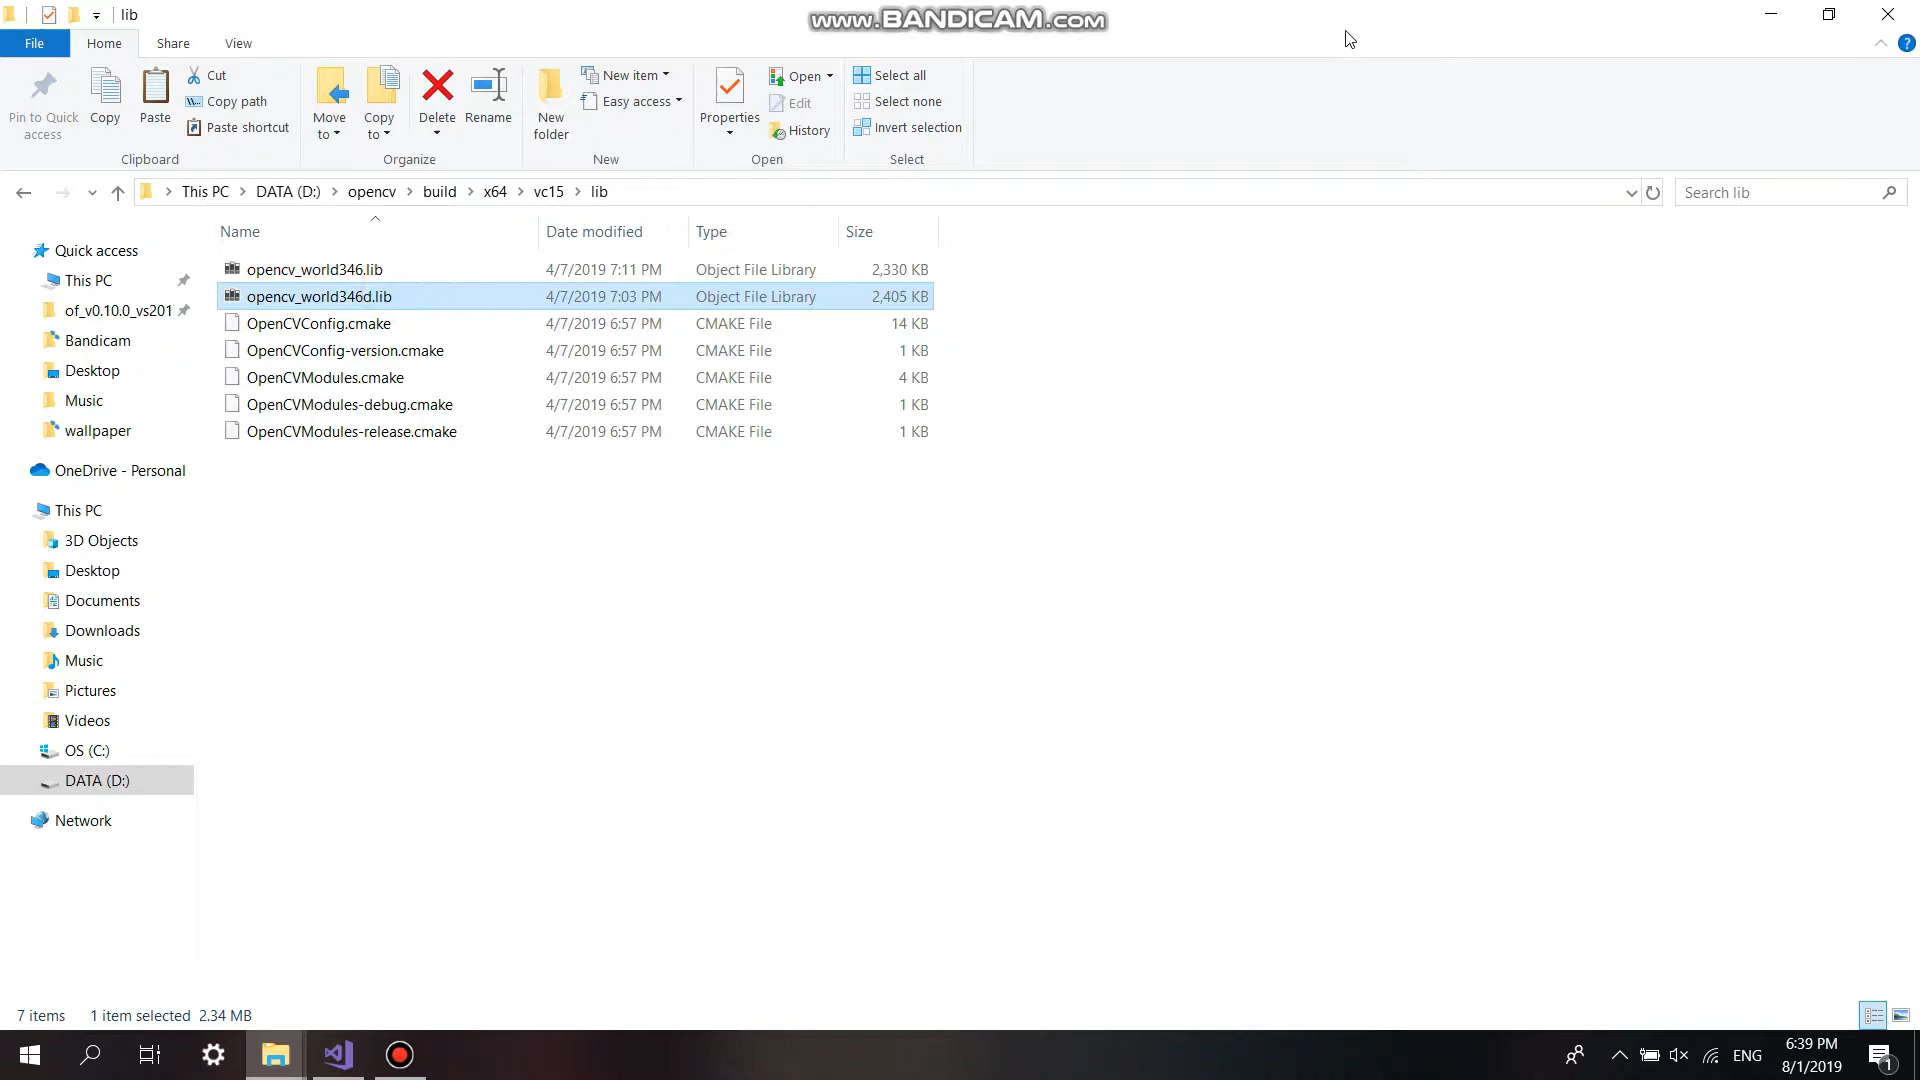 lib
www.BANDICAM.com
File
Home
Share
View
Pin to Quick
access
Copy
Paste
Cut
Copy path
Paste shortcut
Move
to
Copy
to
Delete
Rename
New
folder
New item
Easy access
Properties
Open
Edit
History
Select all
Select none
Invert selection
Clipboard
Organize
New
Open
Select
This PC > DATA (D:) > opencv > build > x64 > vc15 > lib
Search lib
Name
Date modified
Type
Size
opencv_world346.lib 4/7/2019 7:11 PM Object File Library 2,330 KB
opencv_world346d.lib 4/7/2019 7:03 PM Object File Library 2,405 KB
OpenCVConfig.cmake 4/7/2019 6:57 PM CMAKE File 14 KB
OpenCVConfig-version.cmake 4/7/2019 6:57 PM CMAKE File 1 KB
OpenCVModules.cmake 4/7/2019 6:57 PM CMAKE File 4 KB
OpenCVModules-debug.cmake 4/7/2019 6:57 PM CMAKE File 1 KB
OpenCVModules-release.cmake 4/7/2019 6:57 PM CMAKE File 1 KB
Quick access
This PC
of_v0.10.0_vs201
Bandicam
Desktop
Music
wallpaper
OneDrive - Personal
This PC
3D Objects
Desktop
Documents
Downloads
Music
Pictures
Videos
OS (C:)
DATA (D:)
Network
7 items 1 item selected 2.34 MB
ENG
6:39 PM
8/1/2019
1